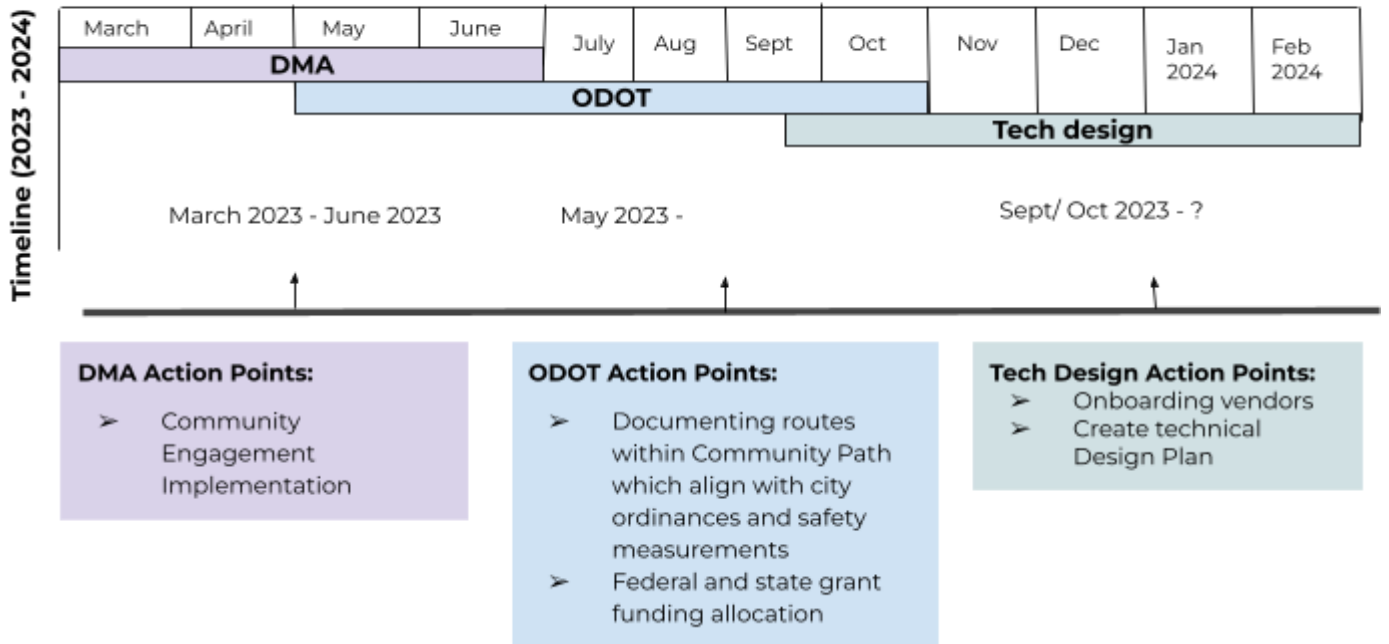 Timeline (2023 - 2024)
March April May June July Aug Sept Oct Nov Dec Jan 2024 Feb 2024
DMA
ODOT
Tech design
March 2023 - June 2023
May 2023 -
Sept/ Oct 2023 - ?
DMA Action Points:
➢ Community
Engagement
Implementation
ODOT Action Points:
➢ Documenting routes
within Community Path
which align with city
ordinances and safety
measurements
➢ Federal and state grant
funding allocation
Tech Design Action Points:
➢ Onboarding vendors
➢ Create technical
Design Plan